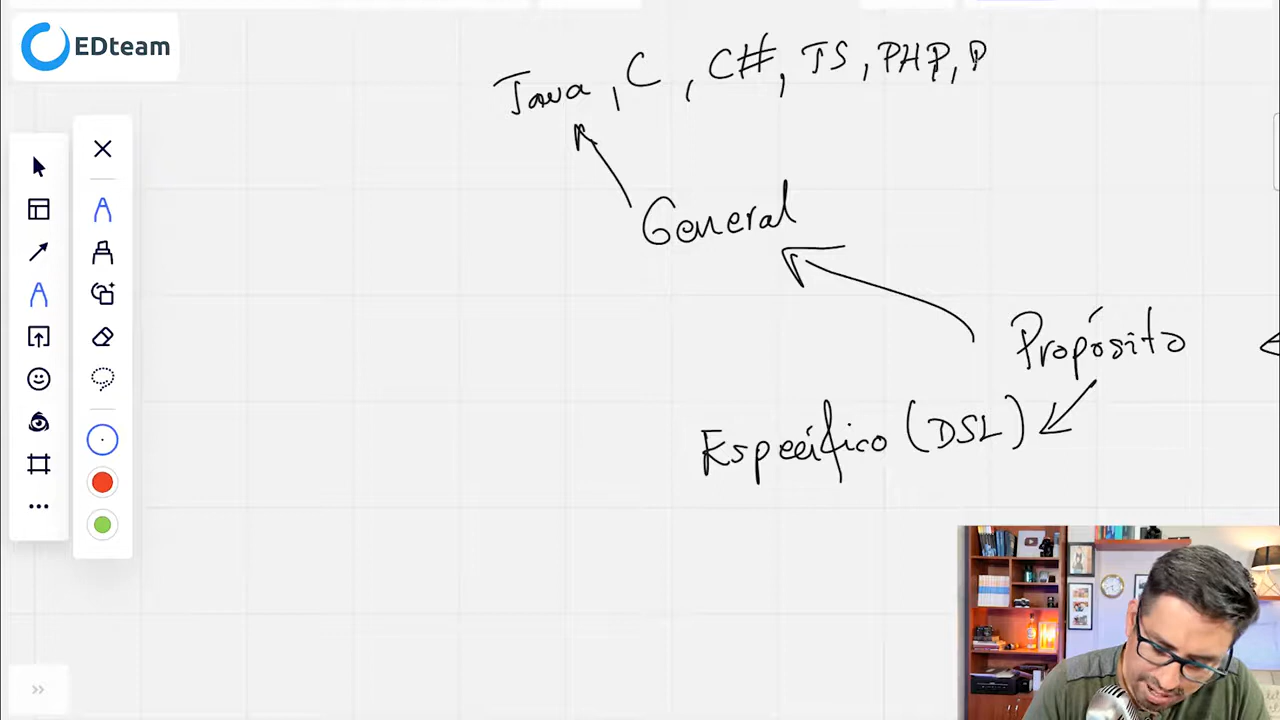 EDteam
Java, C, C#, TS, PHP, P
General
Propósito
Específico (DSL)